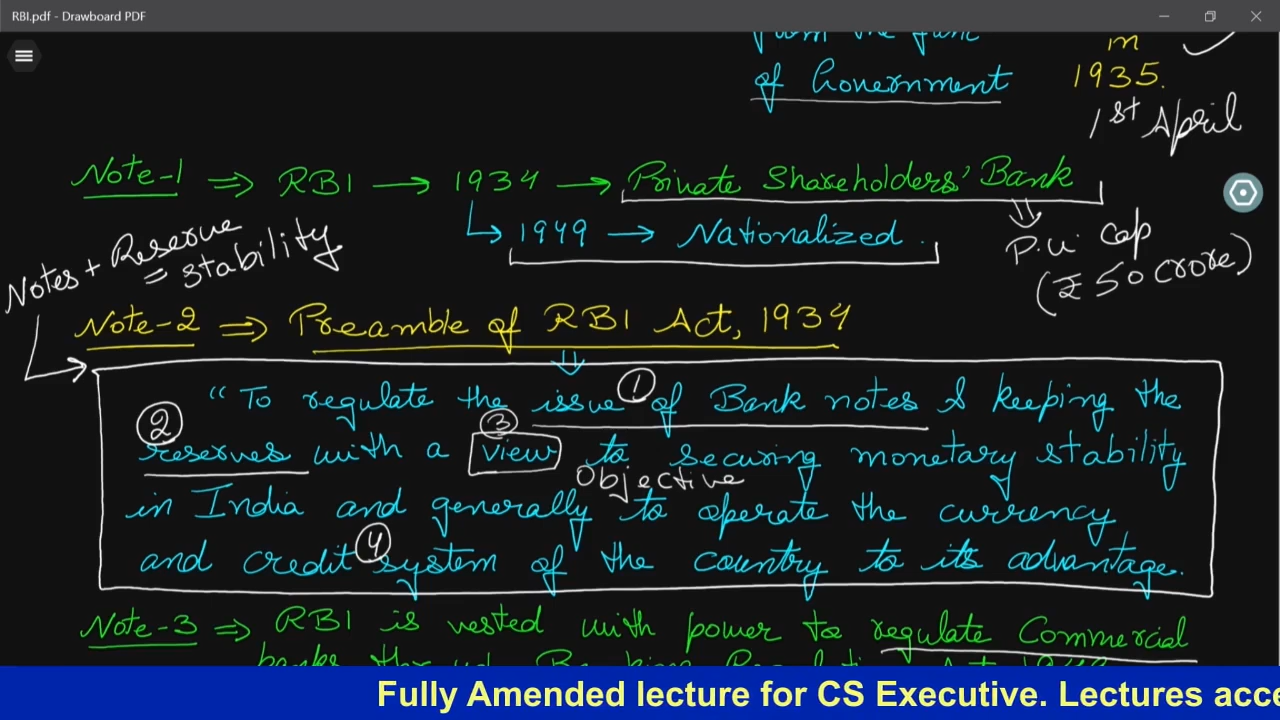 RBI.pdf - Drawboard PDF
from the func
of Government
in
1935.
1st April
Note-1 ⇒ RBI → 1934 → Private Shareholders' Bank
1949 → Nationalized.
P.U. Cap
(₹50 crore)
Notes + Reserve
= stability
Note-2 ⇒ Preamble of RBI Act, 1934
"To regulate the issue ① of Bank notes & keeping the
② reserves with a ③ view to securing monetary stability
Objective
in India and generally to operate the currency
and credit ④ system of the country to its advantage.
Note-3 ⇒ RBI is vested with power to regulate Commercial
banks
Fully Amended lecture for CS Executive. Lectures acce